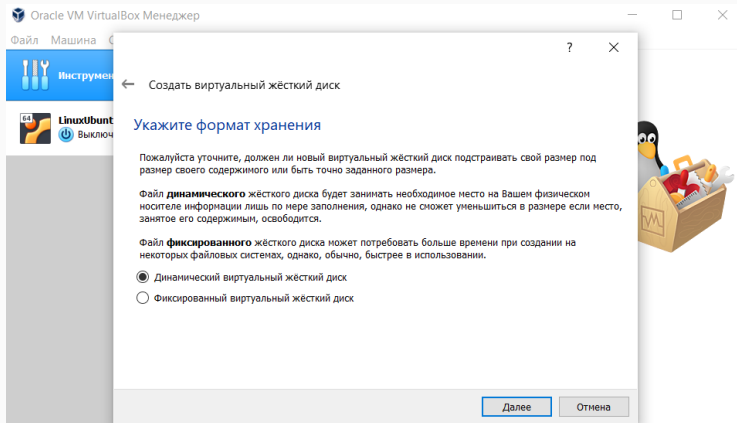 Oracle VM VirtualBox Менеджер
Файл Машина
?
Инструмен
Создать виртуальный жёсткий диск
64
LinuxUbunt
Выключ
Укажите формат хранения
Пожалуйста уточните, должен ли новый виртуальный жёсткий диск подстраивать свой размер под
размер своего содержимого или быть точно заданного размера.
Файл динамического жёсткого диска будет занимать необходимое место на Вашем физическом
носителе информации лишь по мере заполнения, однако не сможет уменьшиться в размере если место,
занятое его содержимым, освободится.
Файл фиксированного жёсткого диска может потребовать больше времени при создании на
некоторых файловых системах, однако, обычно, быстрее в использовании.
Динамический виртуальный жёсткий диск
Фиксированный виртуальный жёсткий диск
Далее
Отмена